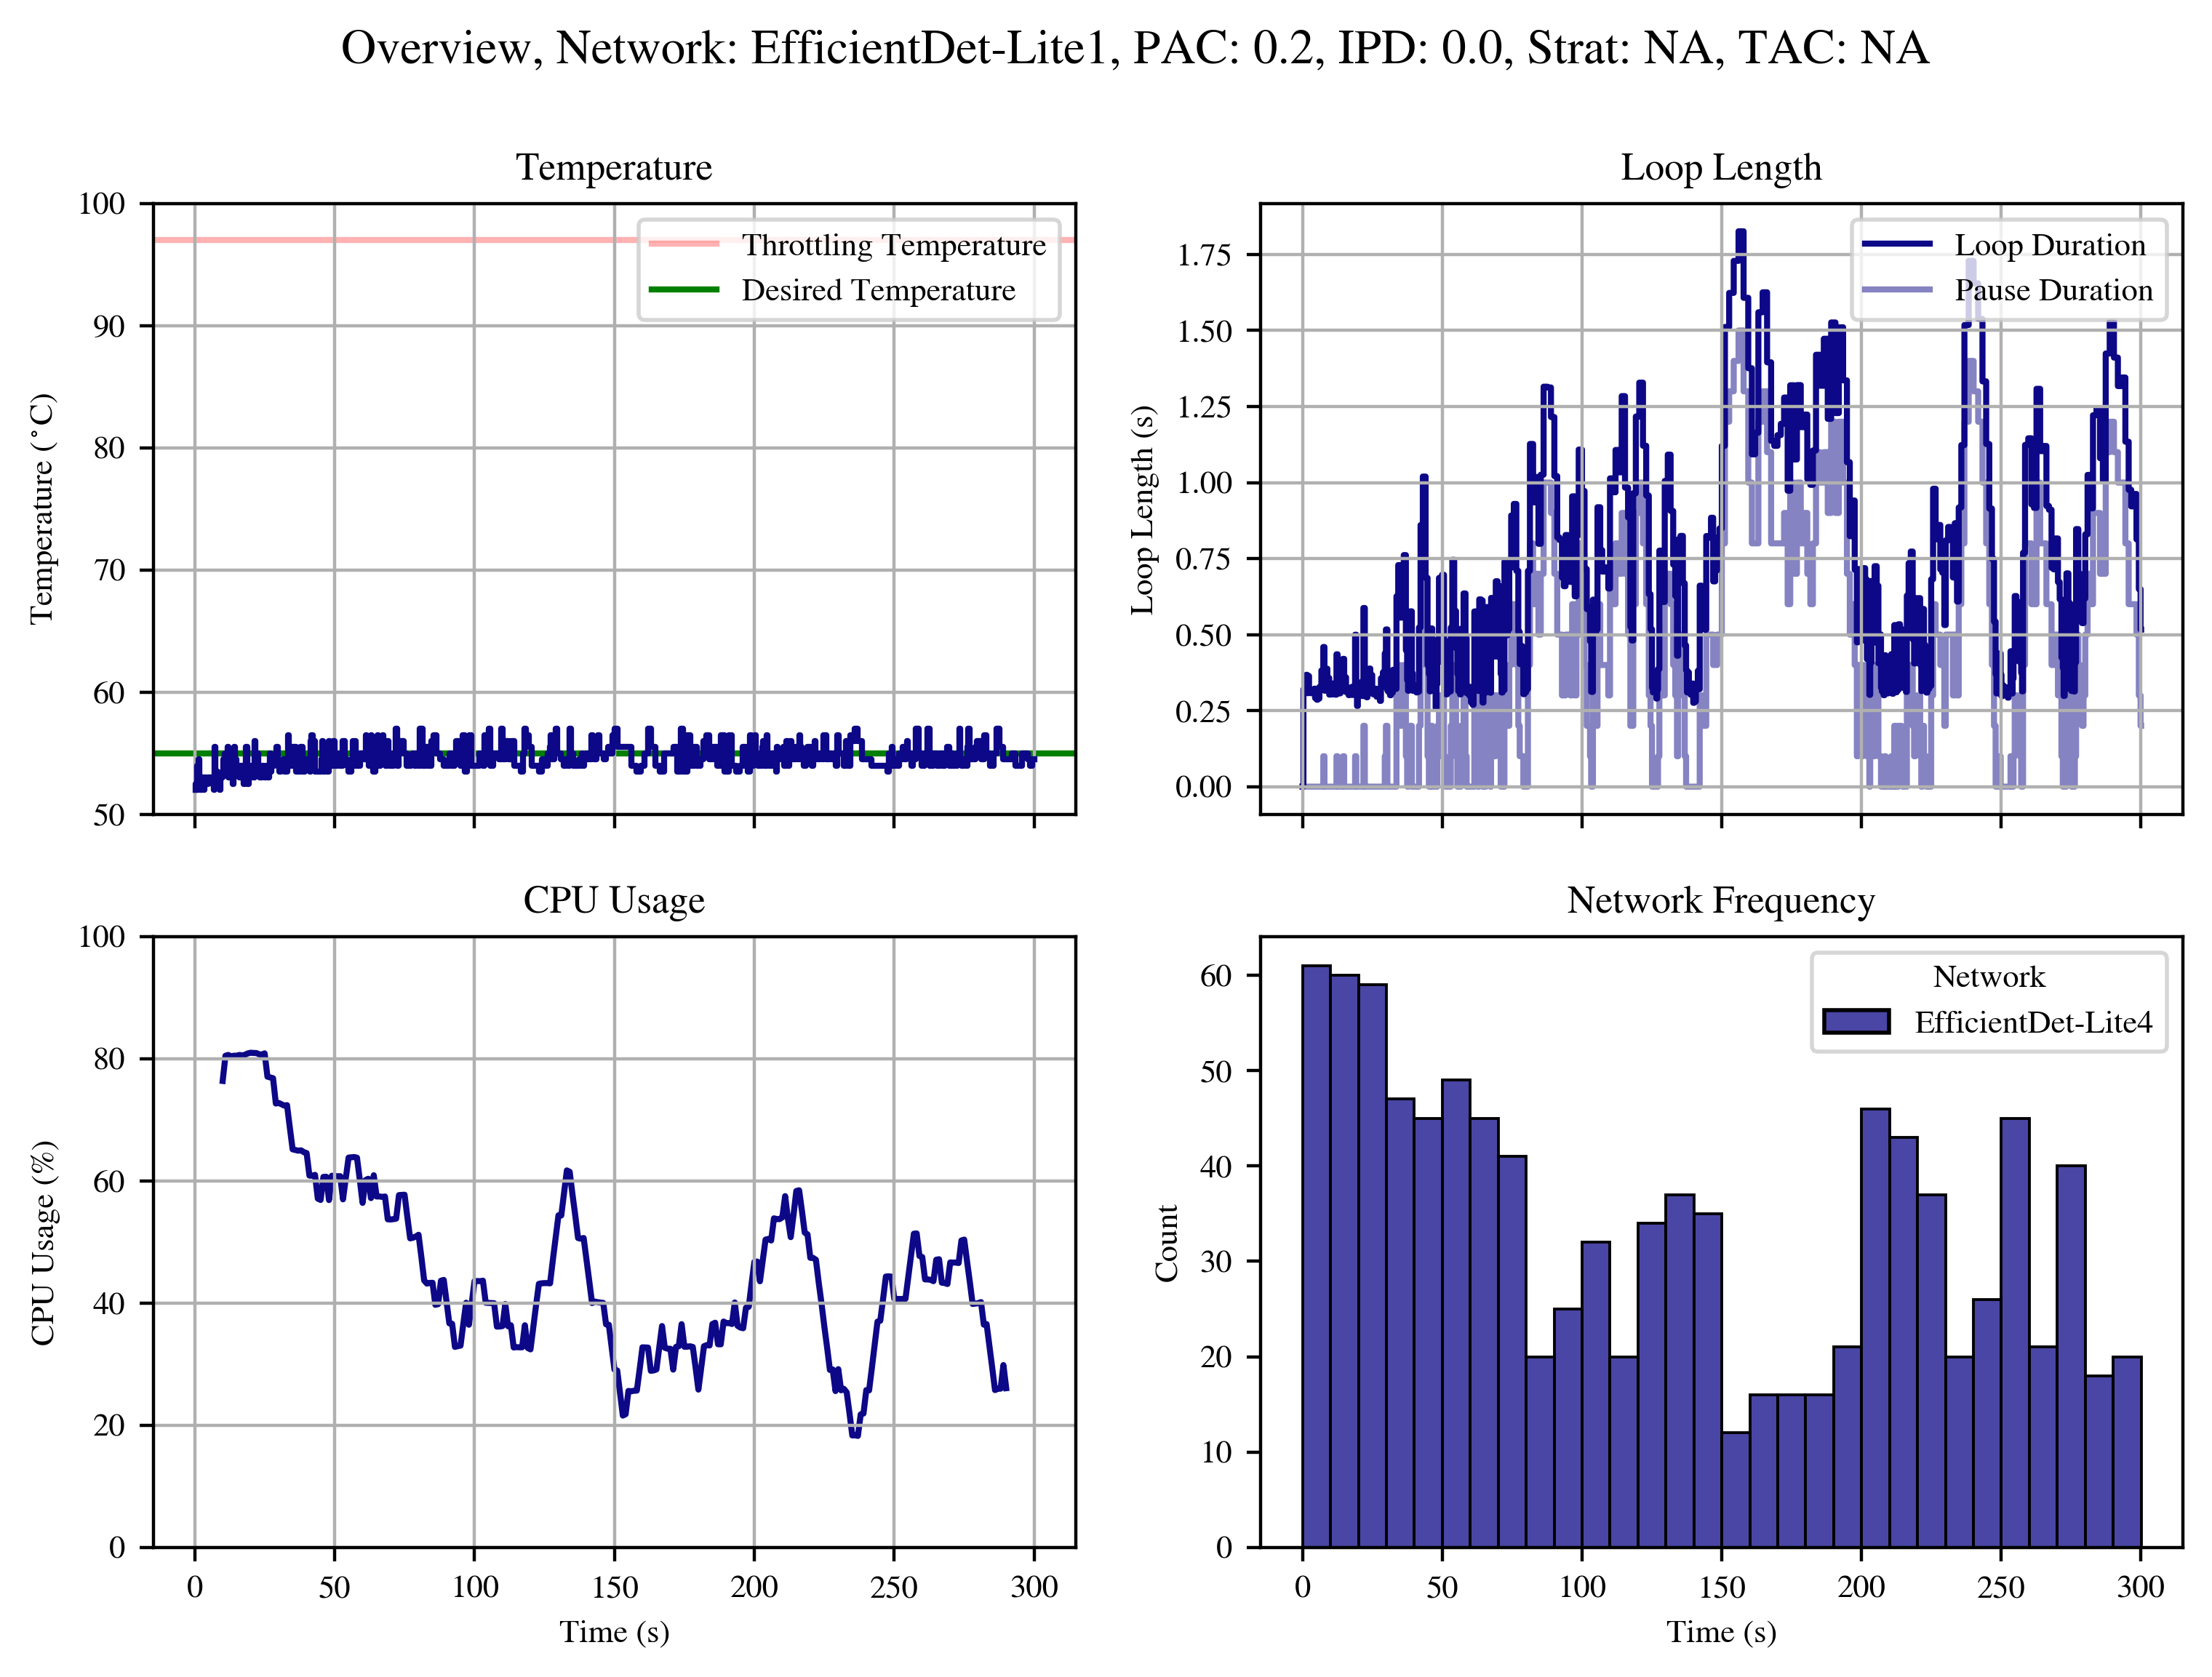 Overview, Network: EfficientDet-Lite1, PAC: 0.2, IPD: 0.0, Strat: NA, TAC: NA
Temperature
100
90
80
70
60
50
Temperature (°C)
Throttling Temperature
Desired Temperature
Loop Length
1.75
1.50
1.25
1.00
0.75
0.50
0.25
0.00
Loop Length (s)
Loop Duration
Pause Duration
CPU Usage
100
80
60
40
20
0
CPU Usage (%)
0 50 100 150 200 250 300
Time (s)
Network Frequency
60
50
40
30
20
10
0
Count
Network
EfficientDet-Lite4
0 50 100 150 200 250 300
Time (s)